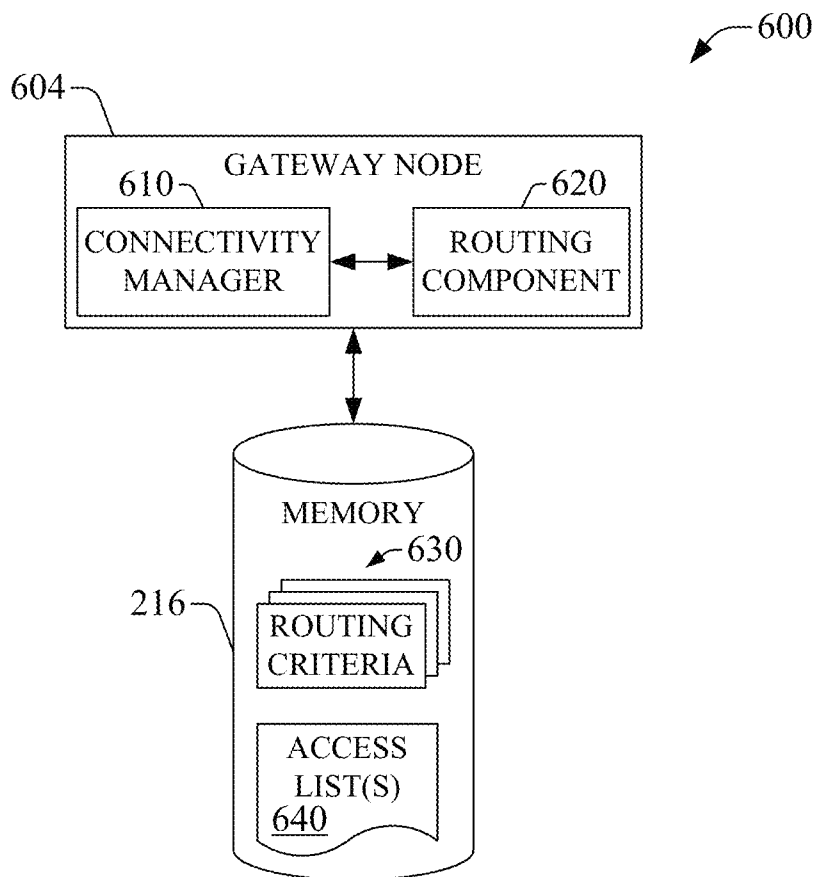 600
604
GATEWAY NODE
610
620
CONNECTIVITY
MANAGER
ROUTING
COMPONENT
MEMORY
630
216
ROUTING
CRITERIA
ACCESS
LIST(S)
640